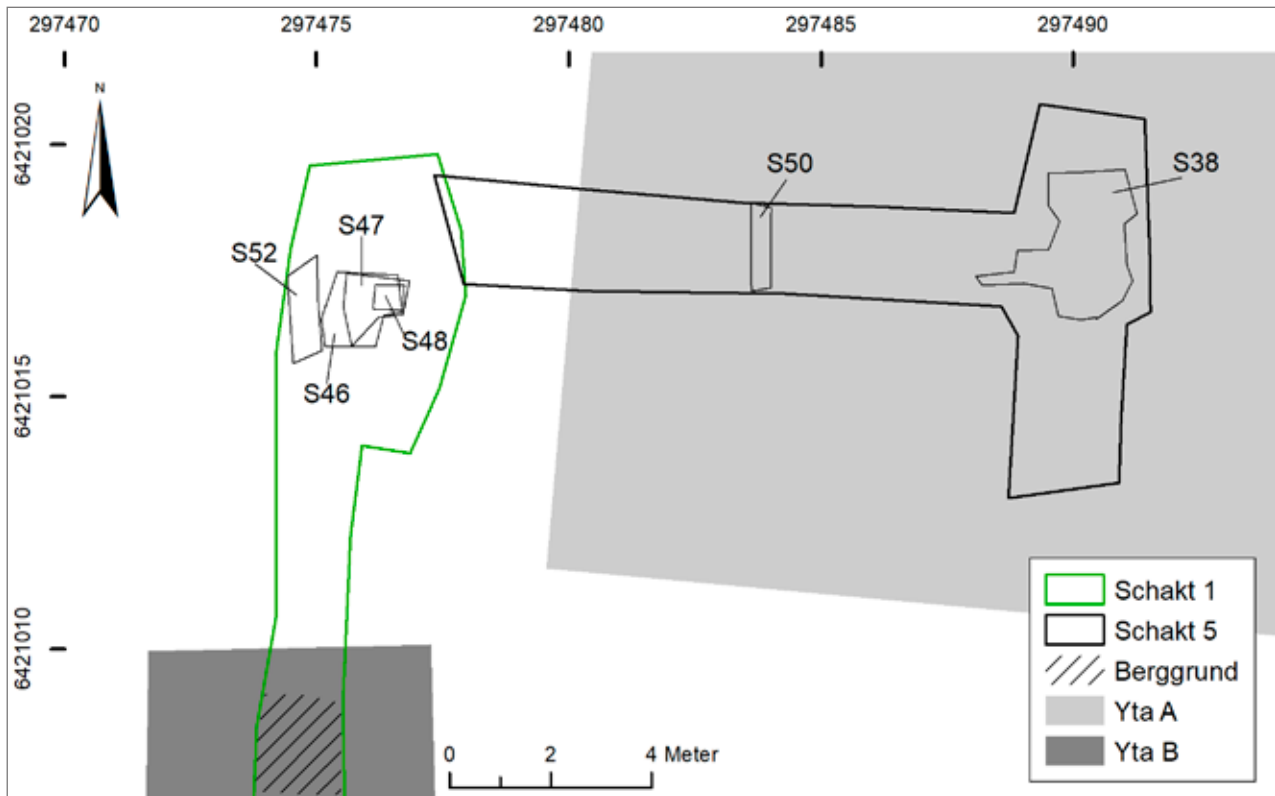 297470 297475 297480 297485 297490
N
6421020
6421015
6421010
S50
S38
S47
S52
S48
S46
Schakt 1
Schakt 5
Berggrund
Yta A
Yta B
0 2 4 Meter